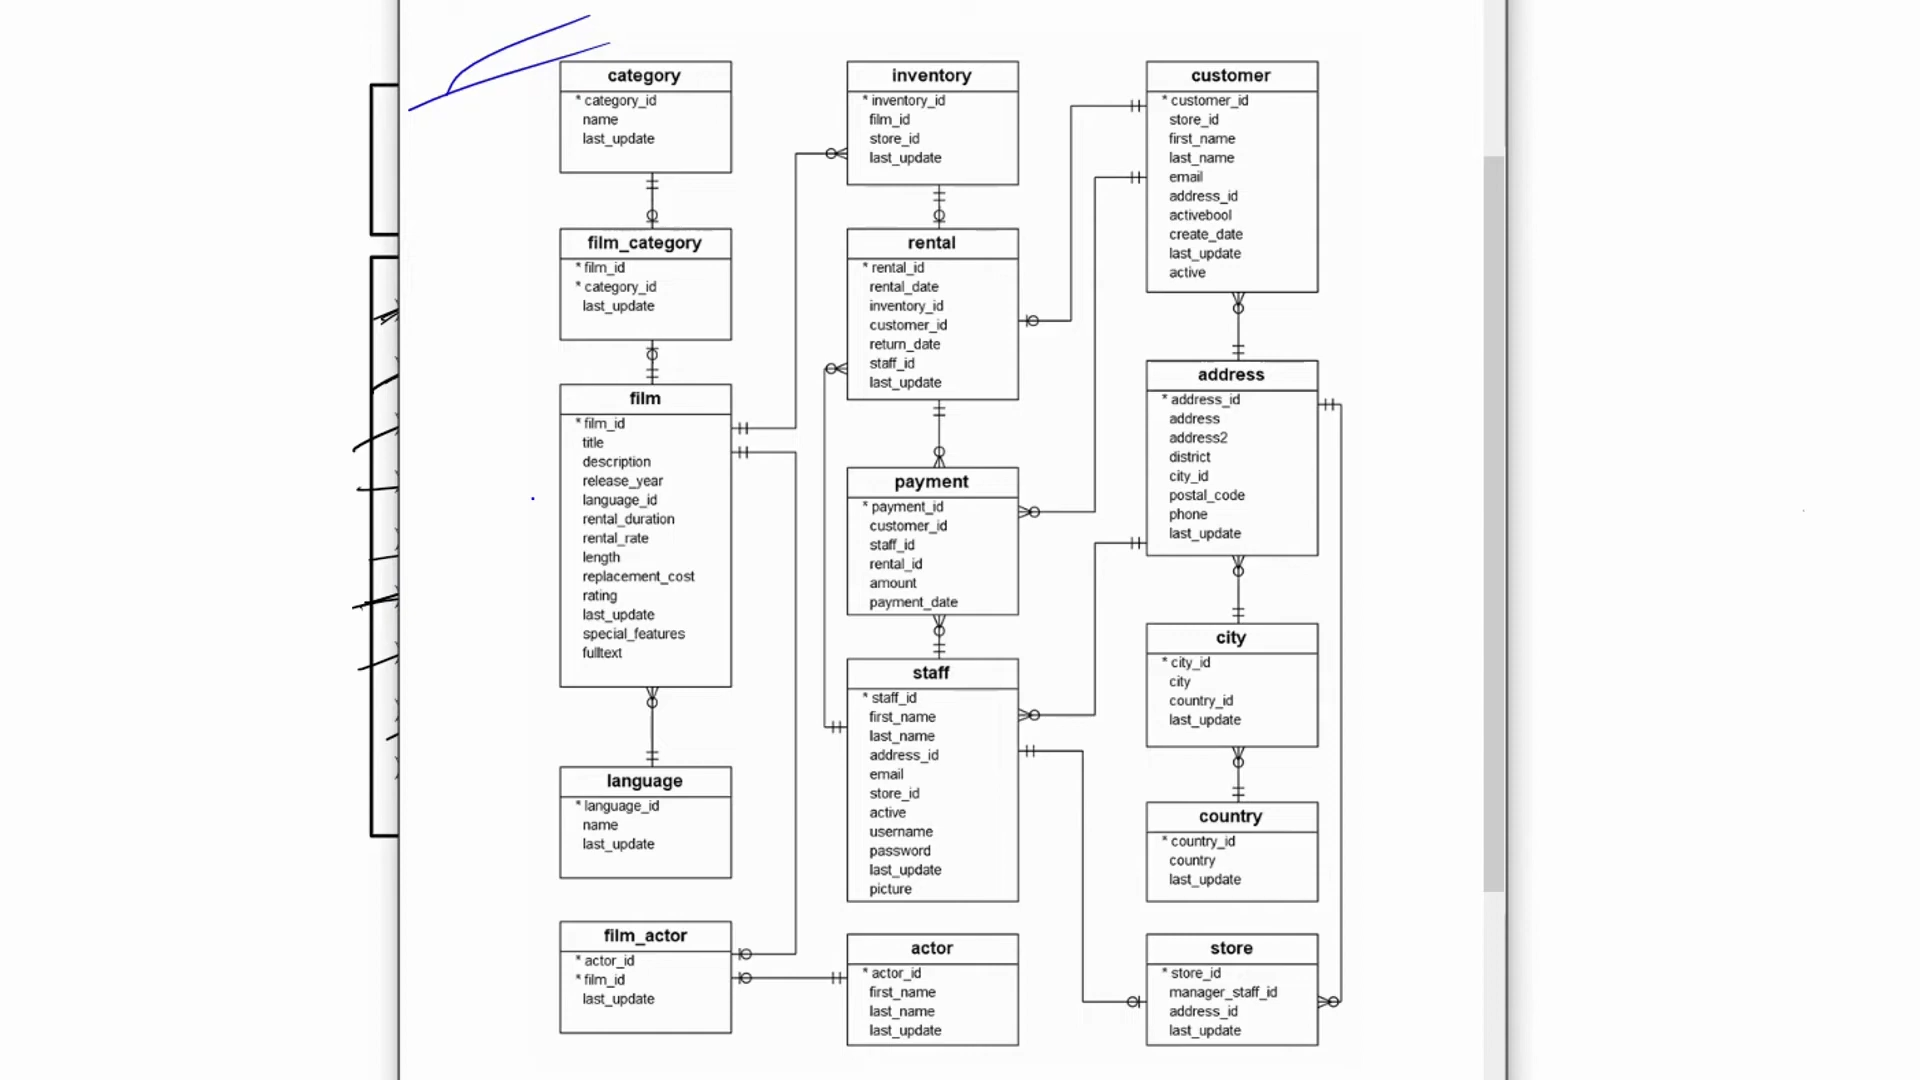 category
* category_id
name
last_update
film_category
* film_id
* category_id
last_update
film
* film_id
title
description
release_year
language_id
rental_duration
rental_rate
length
replacement_cost
rating
last_update
special_features
fulltext
language
* language_id
name
last_update
film_actor
* actor_id
* film_id
last_update
inventory
* inventory_id
film_id
store_id
last_update
rental
* rental_id
rental_date
inventory_id
customer_id
return_date
staff_id
last_update
payment
* payment_id
customer_id
staff_id
rental_id
amount
payment_date
staff
* staff_id
first_name
last_name
address_id
email
store_id
active
username
password
last_update
picture
actor
* actor_id
first_name
last_name
last_update
customer
* customer_id
store_id
first_name
last_name
email
address_id
activebool
create_date
last_update
active
address
* address_id
address
address2
district
city_id
postal_code
phone
last_update
city
* city_id
city
country_id
last_update
country
* country_id
country
last_update
store
* store_id
manager_staff_id
address_id
last_update